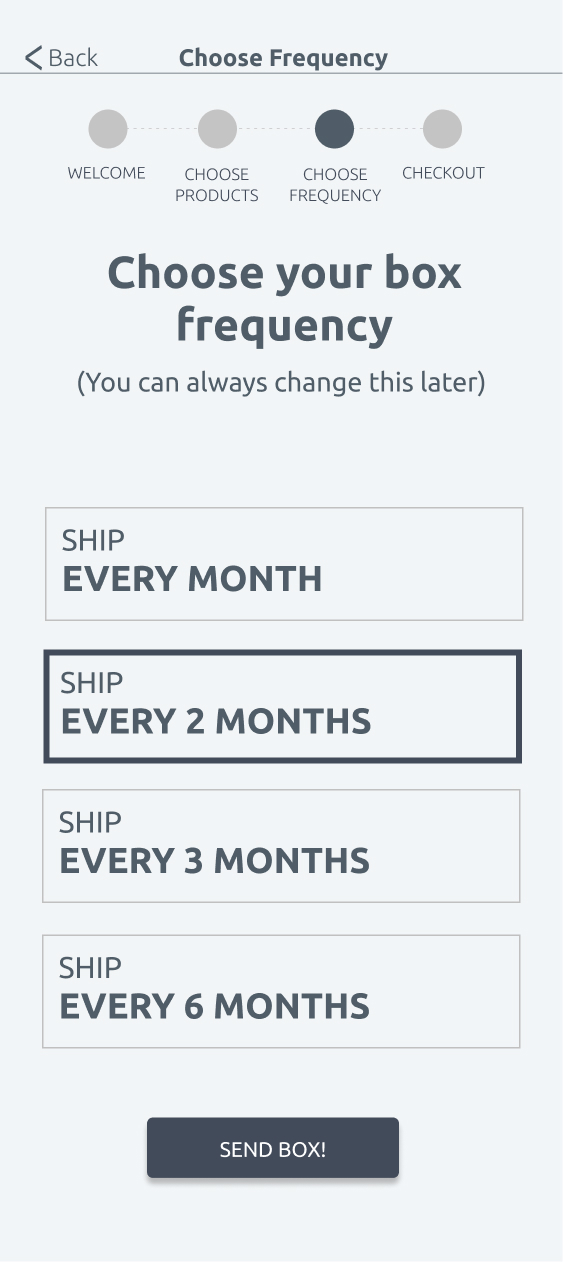 Back
Choose Frequency
WELCOME
CHOOSE
PRODUCTS
CHOOSE
FREQUENCY
CHECKOUT
Choose your box
frequency
(You can always change this later)
SHIP
EVERY MONTH
SHIP
EVERY 2 MONTHS
SHIP
EVERY 3 MONTHS
SHIP
EVERY 6 MONTHS
SEND BOX!